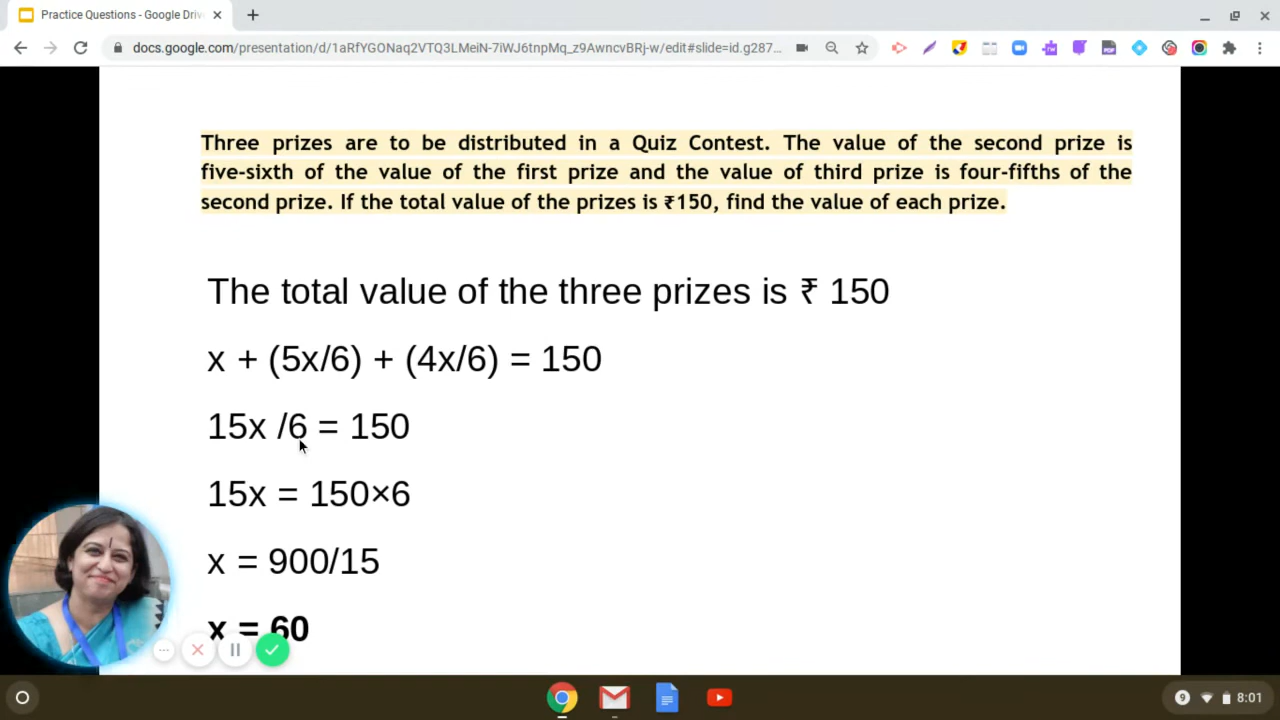 Practice Questions - Google Driv
docs.google.com/presentation/d/1aRfYGONaq2VTQ3LMeiN-7iWJ6tnpMq_z9AwncvBRj-w/edit#slide=id.g287...
Three prizes are to be distributed in a Quiz Contest. The value of the second prize is
five-sixth of the value of the first prize and the value of third prize is four-fifths of the
second prize. If the total value of the prizes is ₹150, find the value of each prize.
The total value of the three prizes is ₹ 150
x + (5x/6) + (4x/6) = 150
15x /6 = 150
15x = 150×6
x = 900/15
x = 60
9 8:01